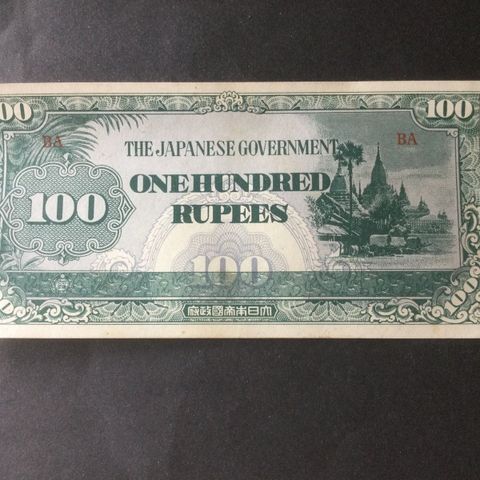 00 100
BA BA
THE JAPANESE GOVERNMENT
ONE HUNDRED
100
RUPEES
100
大日本帝國政府
100